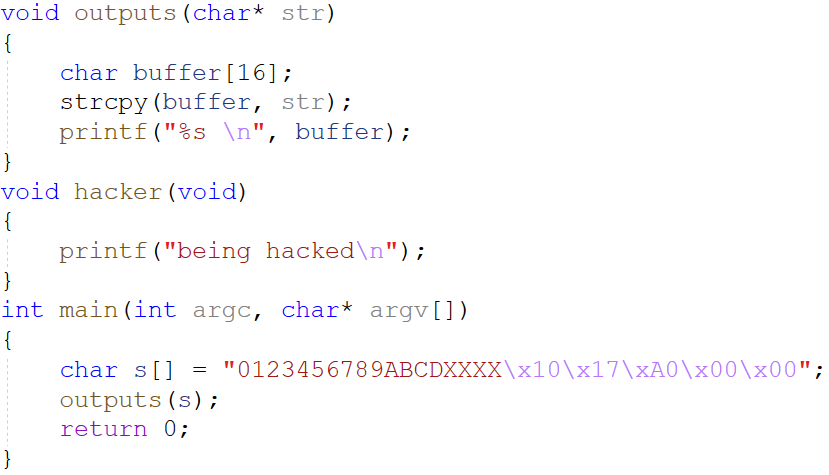 void outputs(char* str)
{
    char buffer[16];
    strcpy(buffer, str);
    printf("%s \n", buffer);
}
void hacker(void)
{
    printf("being hacked\n");
}
int main(int argc, char* argv[])
{
    char s[] = "0123456789ABCDXXXX\x10\x17\xA0\x00\x00";
    outputs(s);
    return 0;
}